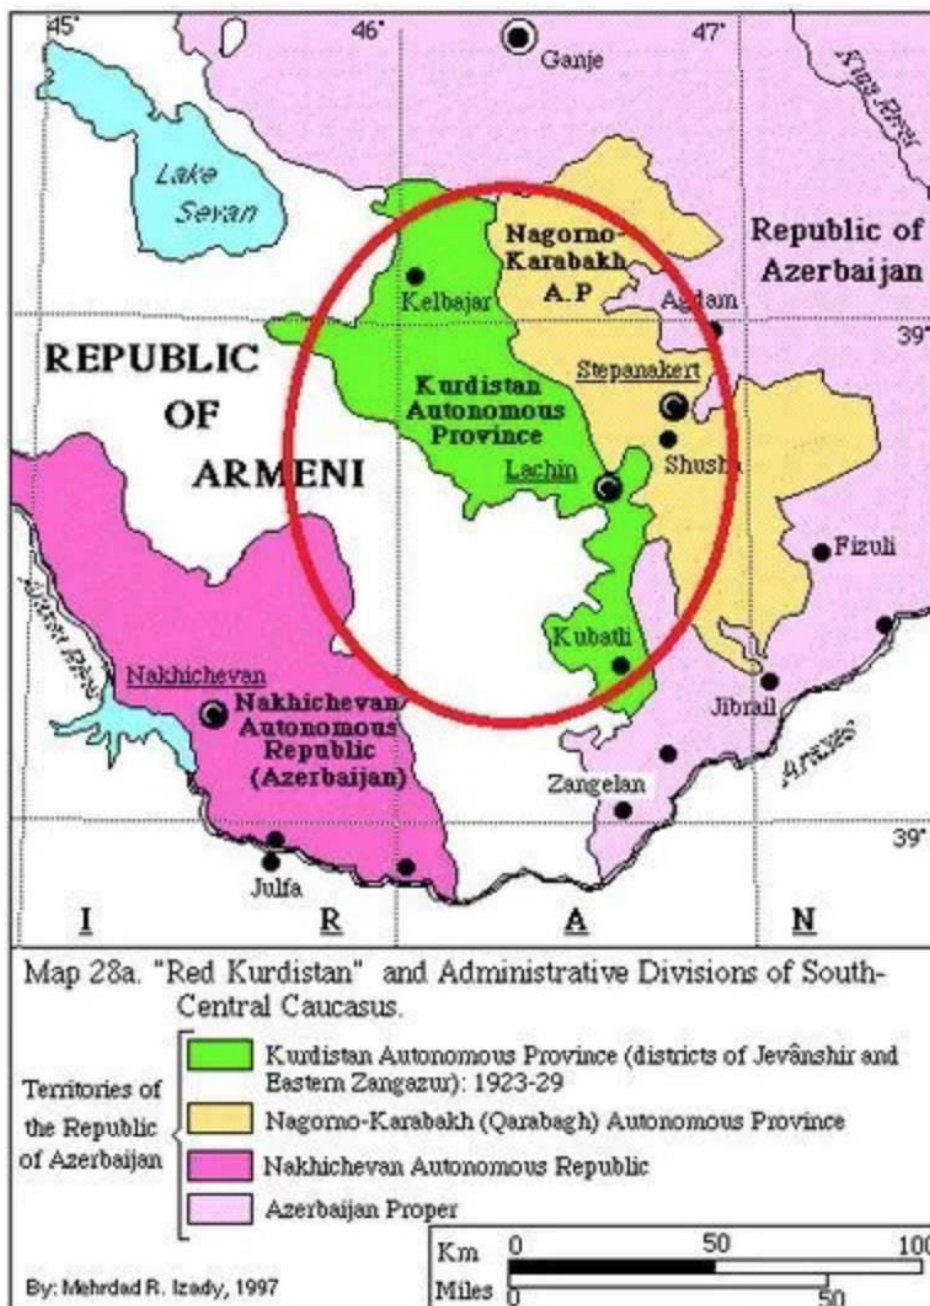 45°
46°
47°
Ganje
Lake
Sevan
Nagorno-
Karabakh
A.P
Republic of
Azerbaijan
Kelbajar
Agdam
39°
REPUBLIC
OF
ARMENI
Kurdistan
Autonomous
Province
Stepanakert
Lachin
Shusha
Fizuli
Kubatli
Nakhichevan
Nakhichevan
Autonomous
Republic
(Azerbaijan)
Jibrail
Zangelan
39°
Julfa
I R A N
Map 28a. "Red Kurdistan" and Administrative Divisions of South-
Central Caucasus.
Territories of
the Republic
of Azerbaijan
Kurdistan Autonomous Province (districts of Jevânshir and
Eastern Zangazur): 1923-29
Nagorno-Karabakh (Qarabagh) Autonomous Province
Nakhichevan Autonomous Republic
Azerbaijan Proper
Km 0 50 100
Miles 50
By: Mehrdad R. Izady, 1997